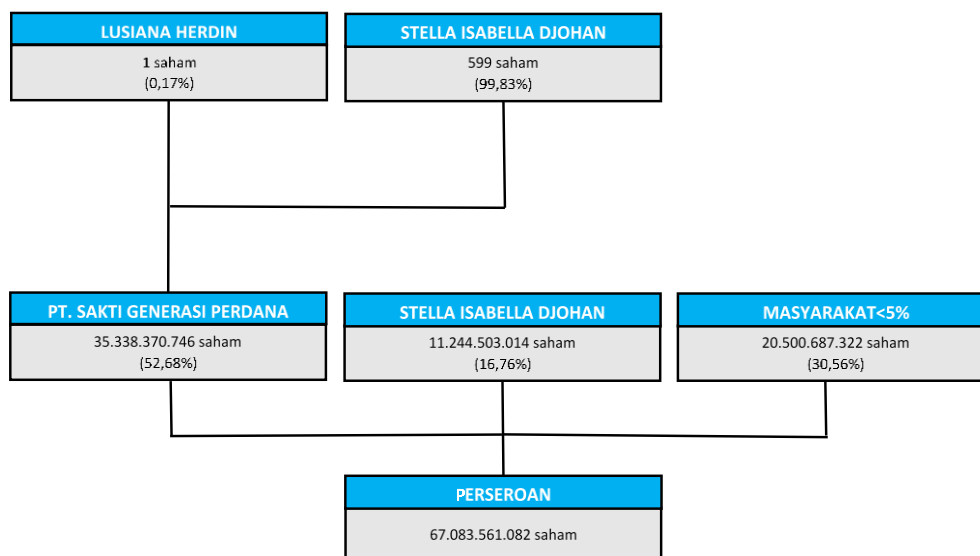 LUSIANA HERDIN
1 saham
(0,17%)
STELLA ISABELLA DJOHAN
599 saham
(99,83%)
PT. SAKTI GENERASI PERDANA
35.338.370.746 saham
(52,68%)
STELLA ISABELLA DJOHAN
11.244.503.014 saham
(16,76%)
MASYARAKAT<5%
20.500.687.322 saham
(30,56%)
PERSEROAN
67.083.561.082 saham